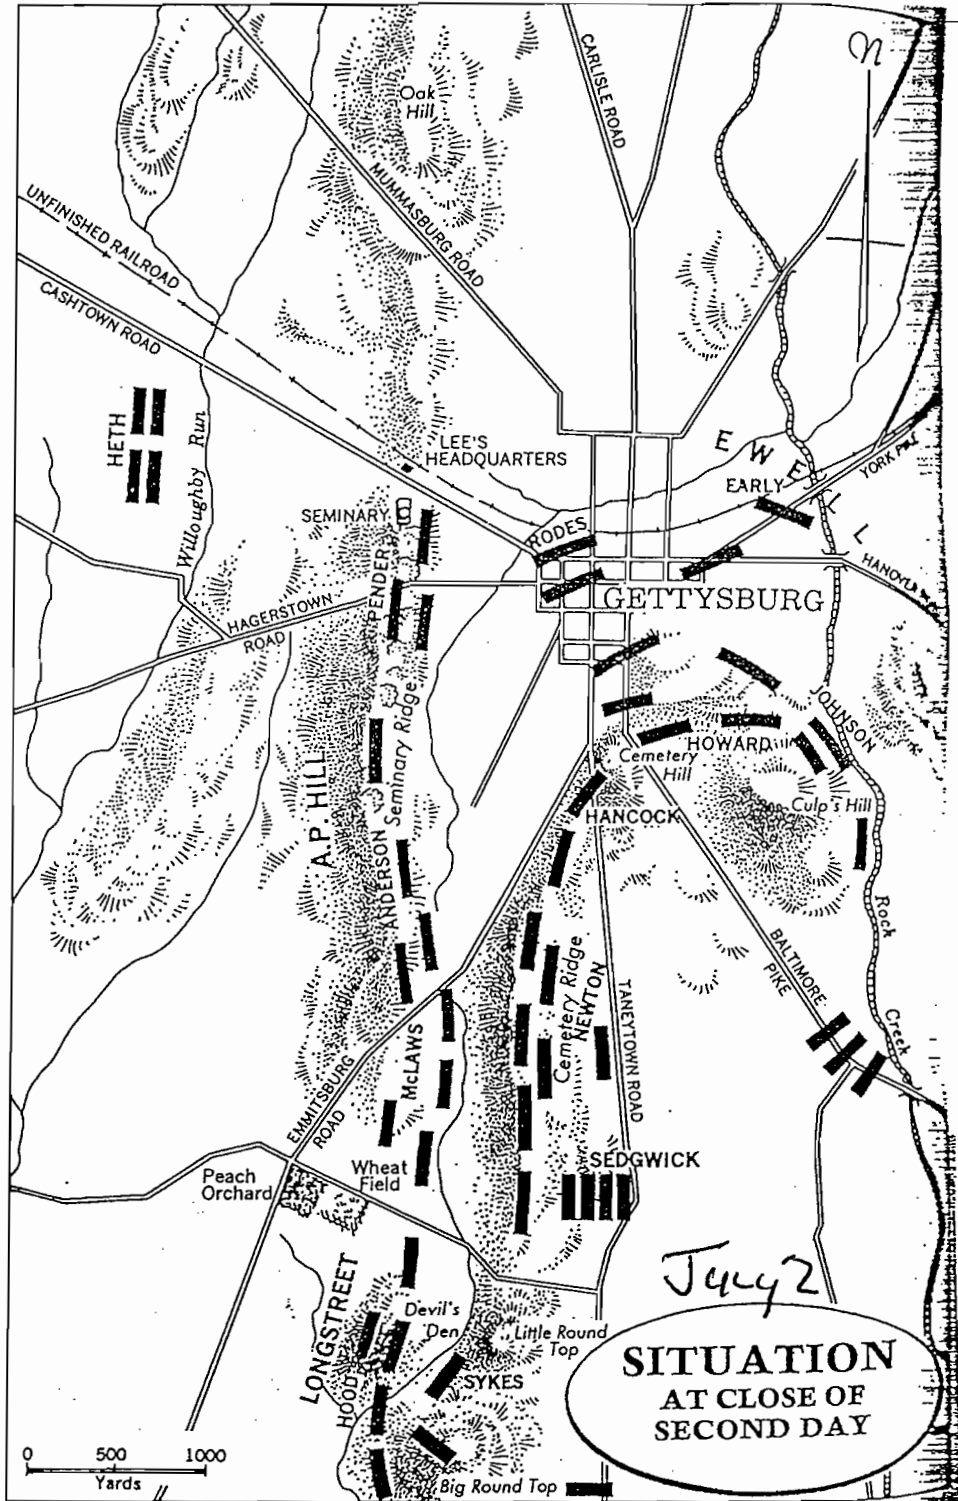 n
CARLISLE ROAD
Oak
Hill
MUMMASBURG ROAD
UNFINISHED RAILROAD
CASHTOWN ROAD
HETH
Willoughby Run
LEE'S
HEADQUARTERS
SEMINARY
EWELL
EARLY
YORK PIKE
RODES
HANOVER
PENDER
GETTYSBURG
HAGERSTOWN
ROAD
Seminary Ridge
JOHNSON
HOWARD
Cemetery
Hill
Culp's Hill
HANCOCK
A.P. HILL
ANDERSON
Rock
Creek
BALTIMORE
PIKE
Cemetery Ridge
NEWTON
TANEYTOWN ROAD
McLAWS
EMMITSBURG
ROAD
SEDGWICK
Peach
Orchard
Wheat
Field
LONGSTREET
HOOD
Devil's
Den
Little Round
Top
SYKES
Big Round Top
July 2
SITUATION
AT CLOSE OF
SECOND DAY
0 500 1000
Yards